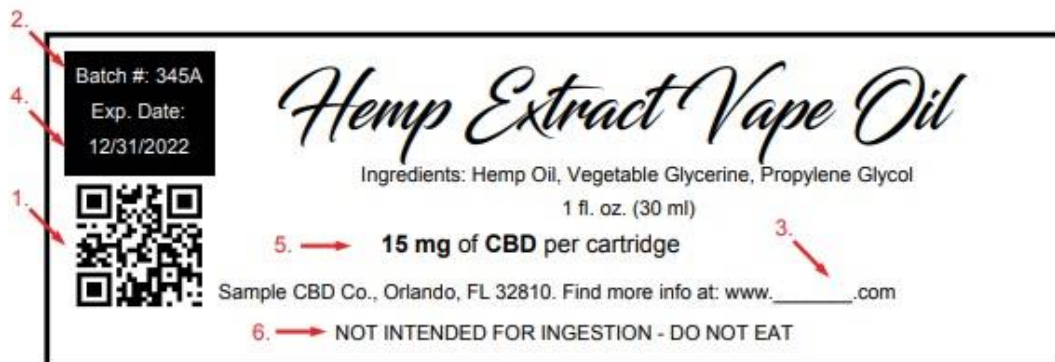 2.
Batch #: 345A
4.
Exp. Date:
12/31/2022
Hemp Extract Vape Oil
Ingredients: Hemp Oil, Vegetable Glycerine, Propylene Glycol
1 fl. oz. (30 ml)
1.
5.
15 mg of CBD per cartridge
3.
Sample CBD Co., Orlando, FL 32810. Find more info at: www._______.com
6.
NOT INTENDED FOR INGESTION - DO NOT EAT